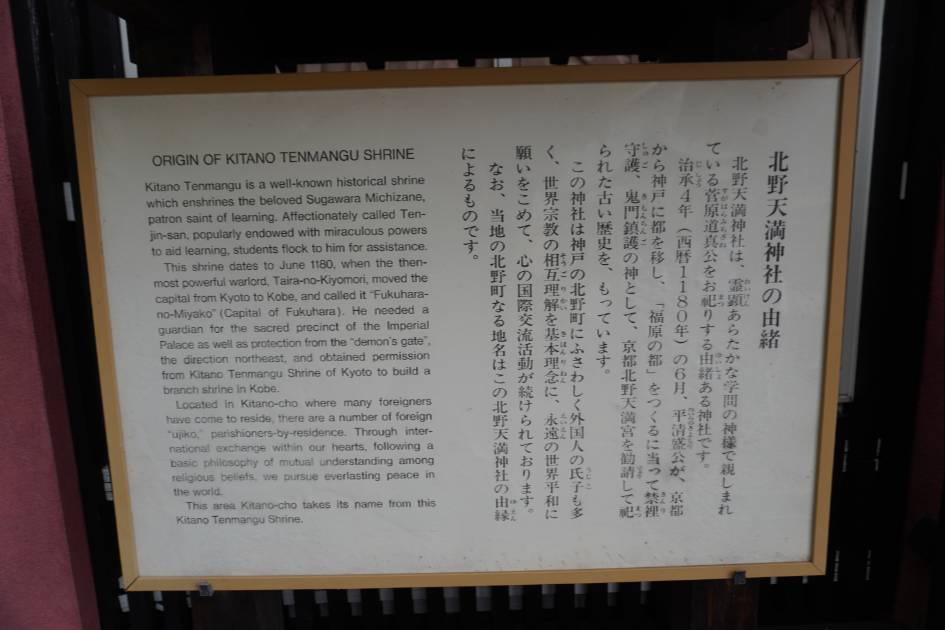 ORIGIN OF KITANO TENMANGU SHRINE
Kitano Tenmangu is a well-known historical shrine
which enshrines the beloved Sugawara Michizane,
patron saint of learning. Affectionately called Ten-
jin-san, popularly endowed with miraculous powers
to aid learning, students flock to him for assistance.
This shrine dates to June 1180, when the then-
most powerful warlord, Taira-no-Kiyomori, moved the
capital from Kyoto to Kobe, and called it "Fukuhara-
no-Miyako" (Capital of Fukuhara). He needed a
guardian for the sacred precinct of the Imperial
Palace as well as protection from the "demon's gate",
the direction northeast, and obtained permission
from Kitano Tenmangu Shrine of Kyoto to build a
branch shrine in Kobe.
Located in Kitano-cho where many foreigners
have come to reside, there are a number of foreign
"ujiko," parishioners-by-residence. Through inter-
national exchange within our hearts, following a
basic philosophy of mutual understanding among
religious beliefs, we pursue everlasting peace in
the world.
This area Kitano-cho takes its name from this
Kitano Tenmangu Shrine.
北野天満神社の由緒
北野天満神社は、霊顕あらたかな学問の神様で親しまれ
ている菅原道真公をお祀りする由緒ある神社です。
治承4年（西暦1180年）の6月、平清盛公が、京都
から神戸に都を移し、「福原の都」をつくるに当って禁裡
守護、鬼門鎮護の神として、京都北野天満宮を勧請して祀
られた古い歴史を、もっています。
この神社は神戸の北野町にふさわしく外国人の氏子も多
く、世界宗教の相互理解を基本理念に、永遠の世界平和に
願いをこめて、心の国際交流活動が続けられております。
なお、当地の北野町なる地名はこの北野天満神社の由縁
によるものです。